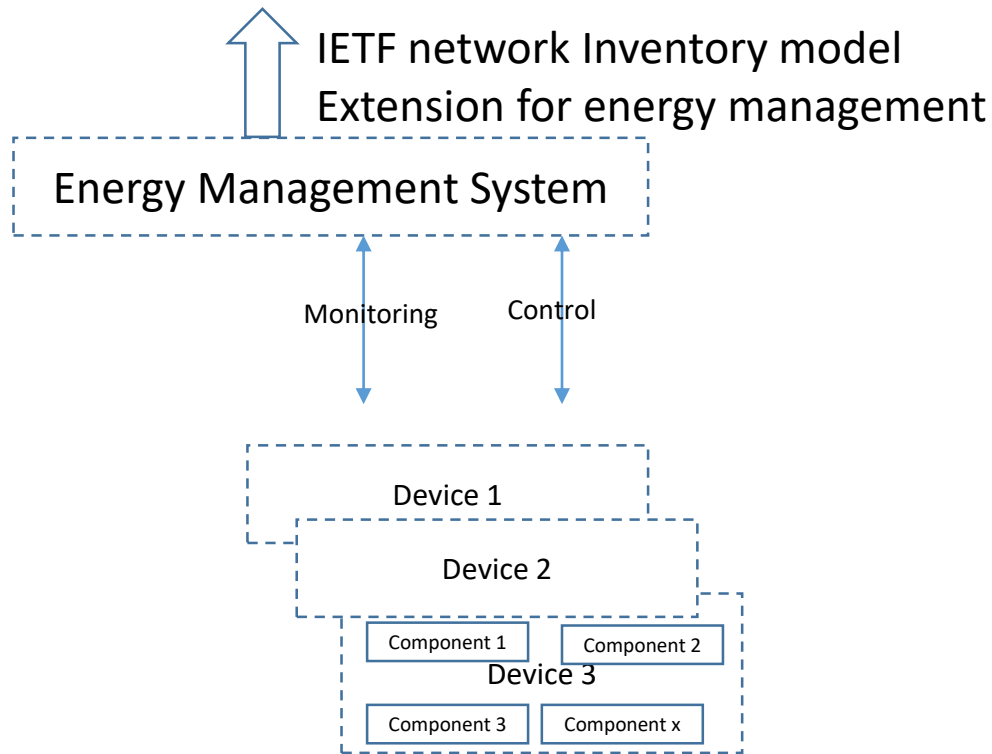 IETF network Inventory model
Extension for energy management
Energy Management System
Monitoring
Control
Device 1
Device 2
Component 1
Component 2
Device 3
Component 3
Component x